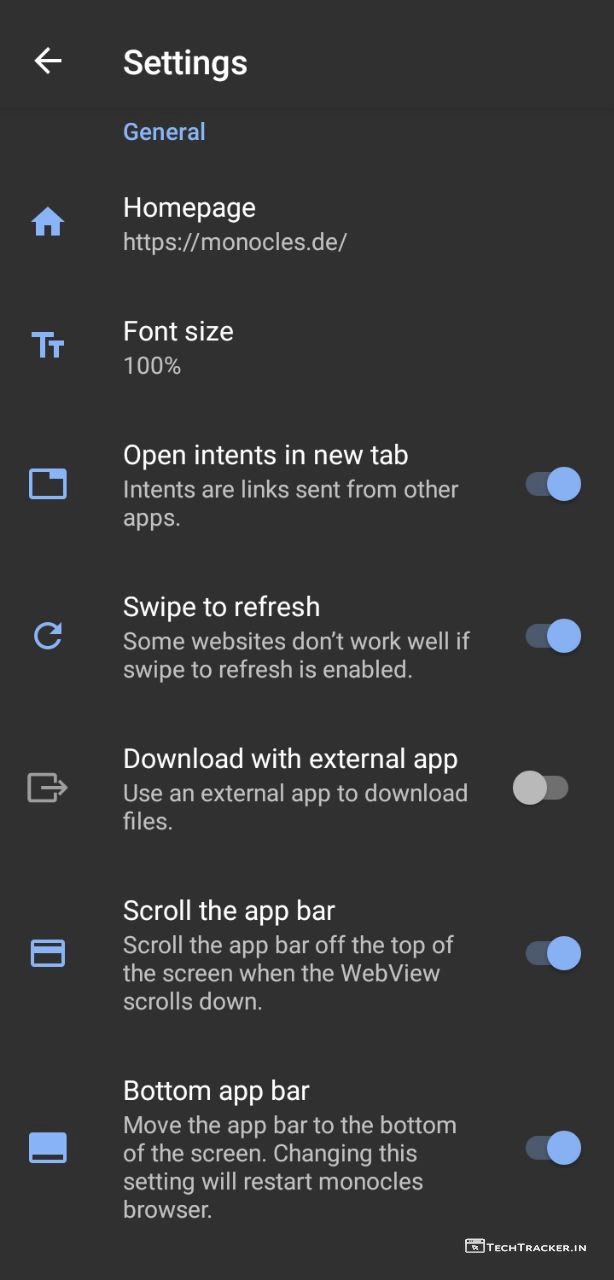 Settings
General
Homepage
https://monocles.de/
Font size
100%
Open intents in new tab
Intents are links sent from other
apps.
Swipe to refresh
Some websites don’t work well if
swipe to refresh is enabled.
Download with external app
Use an external app to download
files.
Scroll the app bar
Scroll the app bar off the top of
the screen when the WebView
scrolls down.
Bottom app bar
Move the app bar to the bottom
of the screen. Changing this
setting will restart monocles
browser.
TECHTRACKER.IN